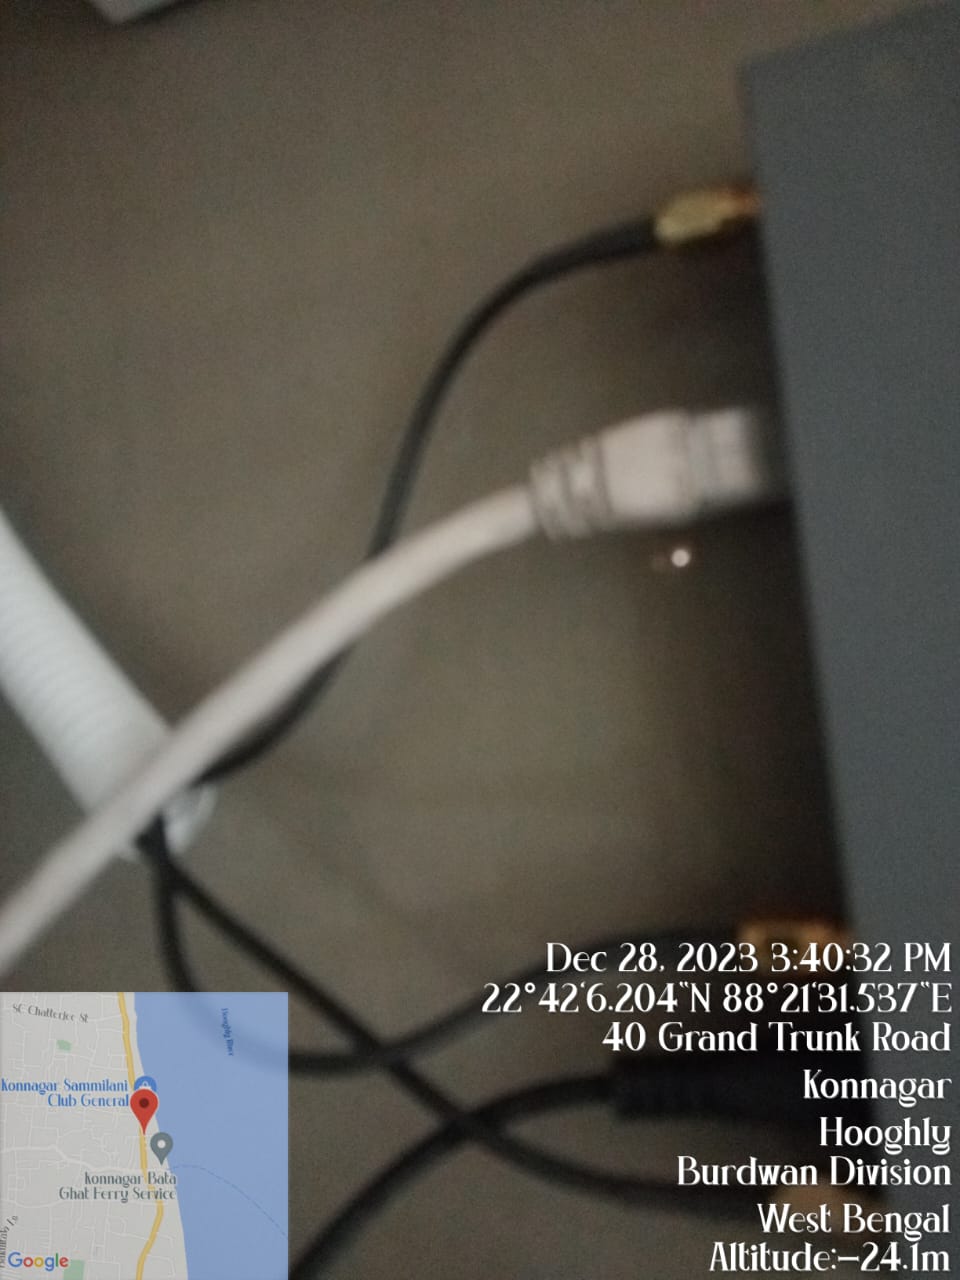 Dec 28, 2023 3:40:32 PM
22°42'6.204"N 88°21'31.537"E
40 Grand Trunk Road
Konnagar
Hooghly
Burdwan Division
West Bengal
Altitude:-24.1m
SC Chatterjee St
Hooghly River
Konnagar Sammilani
Club General
Konnagar Bata
Ghat Ferry Service
Google